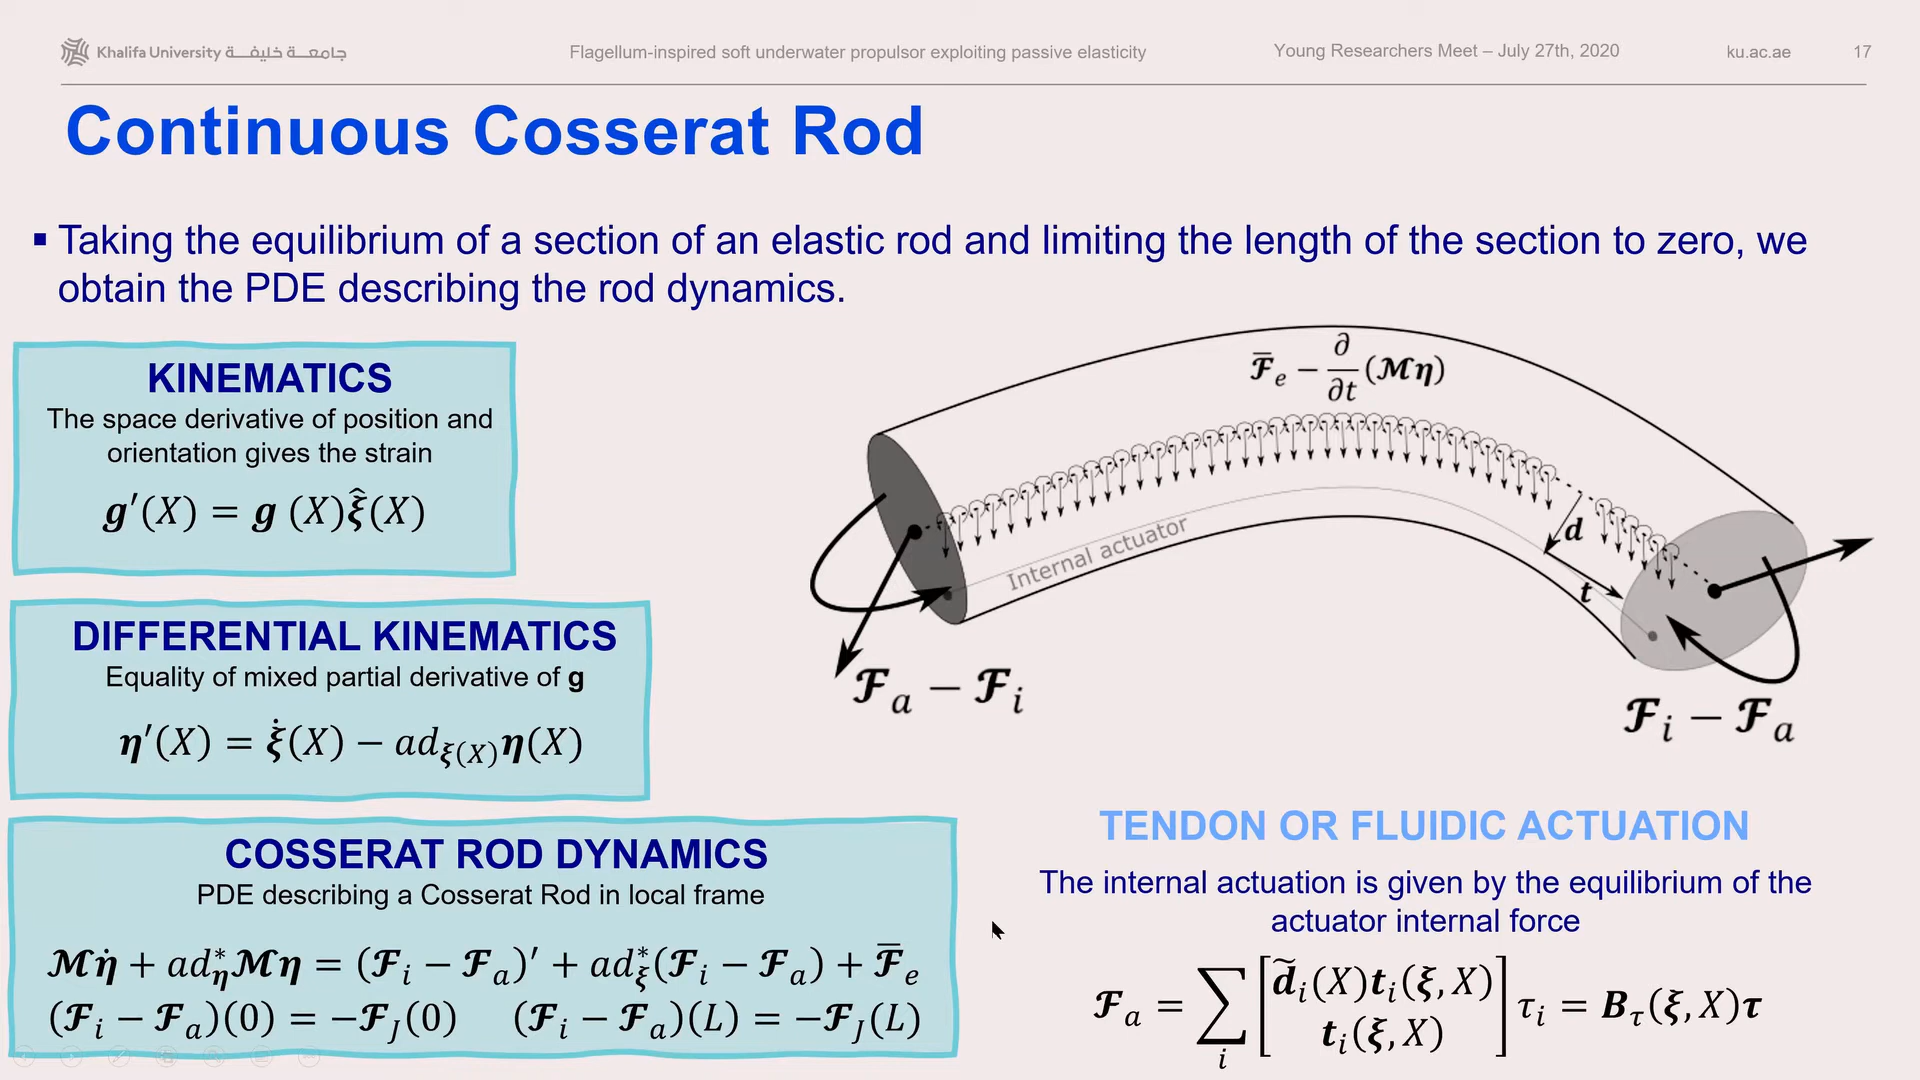 Khalifa University جامعة خليفة
Flagellum-inspired soft underwater propulsor exploiting passive elasticity
Young Researchers Meet – July 27th, 2020
ku.ac.ae
17
Continuous Cosserat Rod
▪ Taking the equilibrium of a section of an elastic rod and limiting the length of the section to zero, we
obtain the PDE describing the rod dynamics.
KINEMATICS
The space derivative of position and
orientation gives the strain
g′(X) = g (X)ξ̂(X)
DIFFERENTIAL KINEMATICS
Equality of mixed partial derivative of g
η′(X) = ξ̇(X) − ad_ξ(X) η(X)
COSSERAT ROD DYNAMICS
PDE describing a Cosserat Rod in local frame
ℳη̇ + ad*_η ℳη = (ℱ_i − ℱ_a)′ + ad*_ξ (ℱ_i − ℱ_a) + ℱ̅_e
(ℱ_i − ℱ_a)(0) = −ℱ_J(0) (ℱ_i − ℱ_a)(L) = −ℱ_J(L)
ℱ̅_e − ∂/∂t (ℳη)
Internal actuator
d
t
ℱ_a − ℱ_i
ℱ_i − ℱ_a
TENDON OR FLUIDIC ACTUATION
The internal actuation is given by the equilibrium of the
actuator internal force
ℱ_a = ∑_i [d̃_i(X)t_i(ξ, X) t_i(ξ, X)] τ_i = B_τ(ξ, X)τ